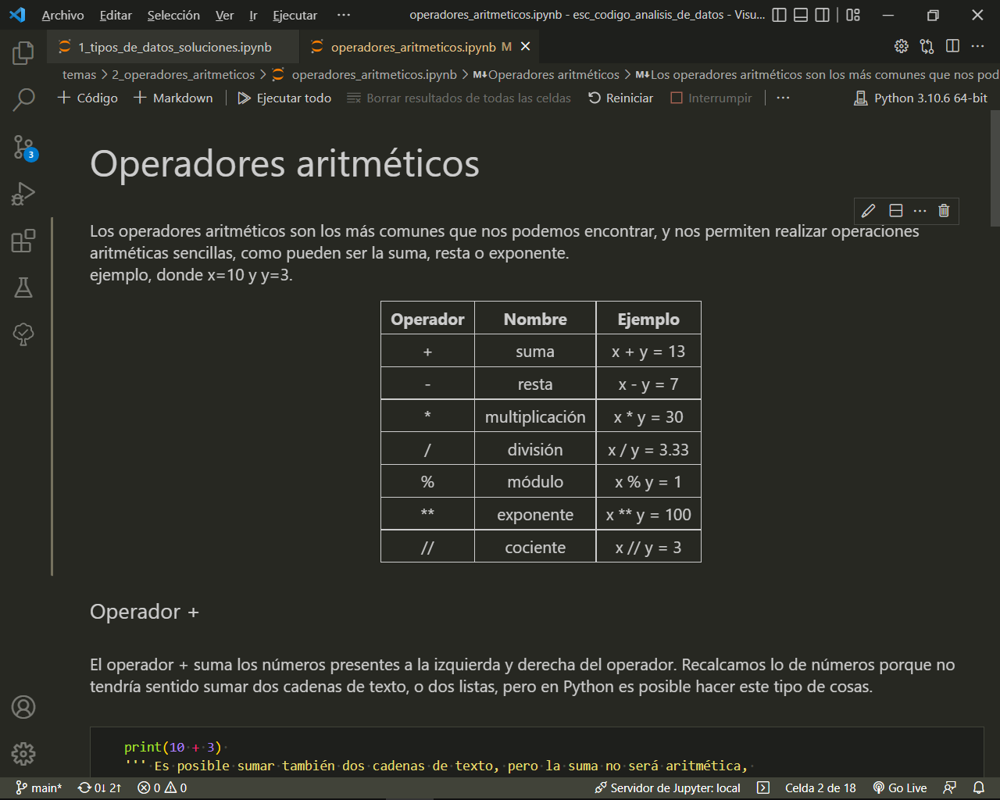 Archivo Editar Selección Ver Ir Ejecutar ··· operadores_aritmeticos.ipynb - esc_codigo_analisis_de_datos - Visu...
1_tipos_de_datos_soluciones.ipynb operadores_aritmeticos.ipynb M
temas > 2_operadores_aritmeticos > operadores_aritmeticos.ipynb > M↓Operadores aritméticos > M↓Los operadores aritméticos son los más comunes que nos pod
+ Código + Markdown Ejecutar todo Borrar resultados de todas las celdas Reiniciar Interrumpir ··· Python 3.10.6 64-bit
3
Operadores aritméticos
Los operadores aritméticos son los más comunes que nos podemos encontrar, y nos permiten realizar operaciones
aritméticas sencillas, como pueden ser la suma, resta o exponente.
ejemplo, donde x=10 y y=3.
Operador Nombre Ejemplo
+ suma x + y = 13
- resta x - y = 7
* multiplicación x * y = 30
/ división x / y = 3.33
% módulo x % y = 1
** exponente x ** y = 100
// cociente x // y = 3
Operador +
El operador + suma los números presentes a la izquierda y derecha del operador. Recalcamos lo de números porque no
tendría sentido sumar dos cadenas de texto, o dos listas, pero en Python es posible hacer este tipo de cosas.
print(10 + 3)
''' Es posible sumar también dos cadenas de texto, pero la suma no será aritmética,
main* 0↓ 2↑ 0 0 Servidor de Jupyter: local Celda 2 de 18 Go Live